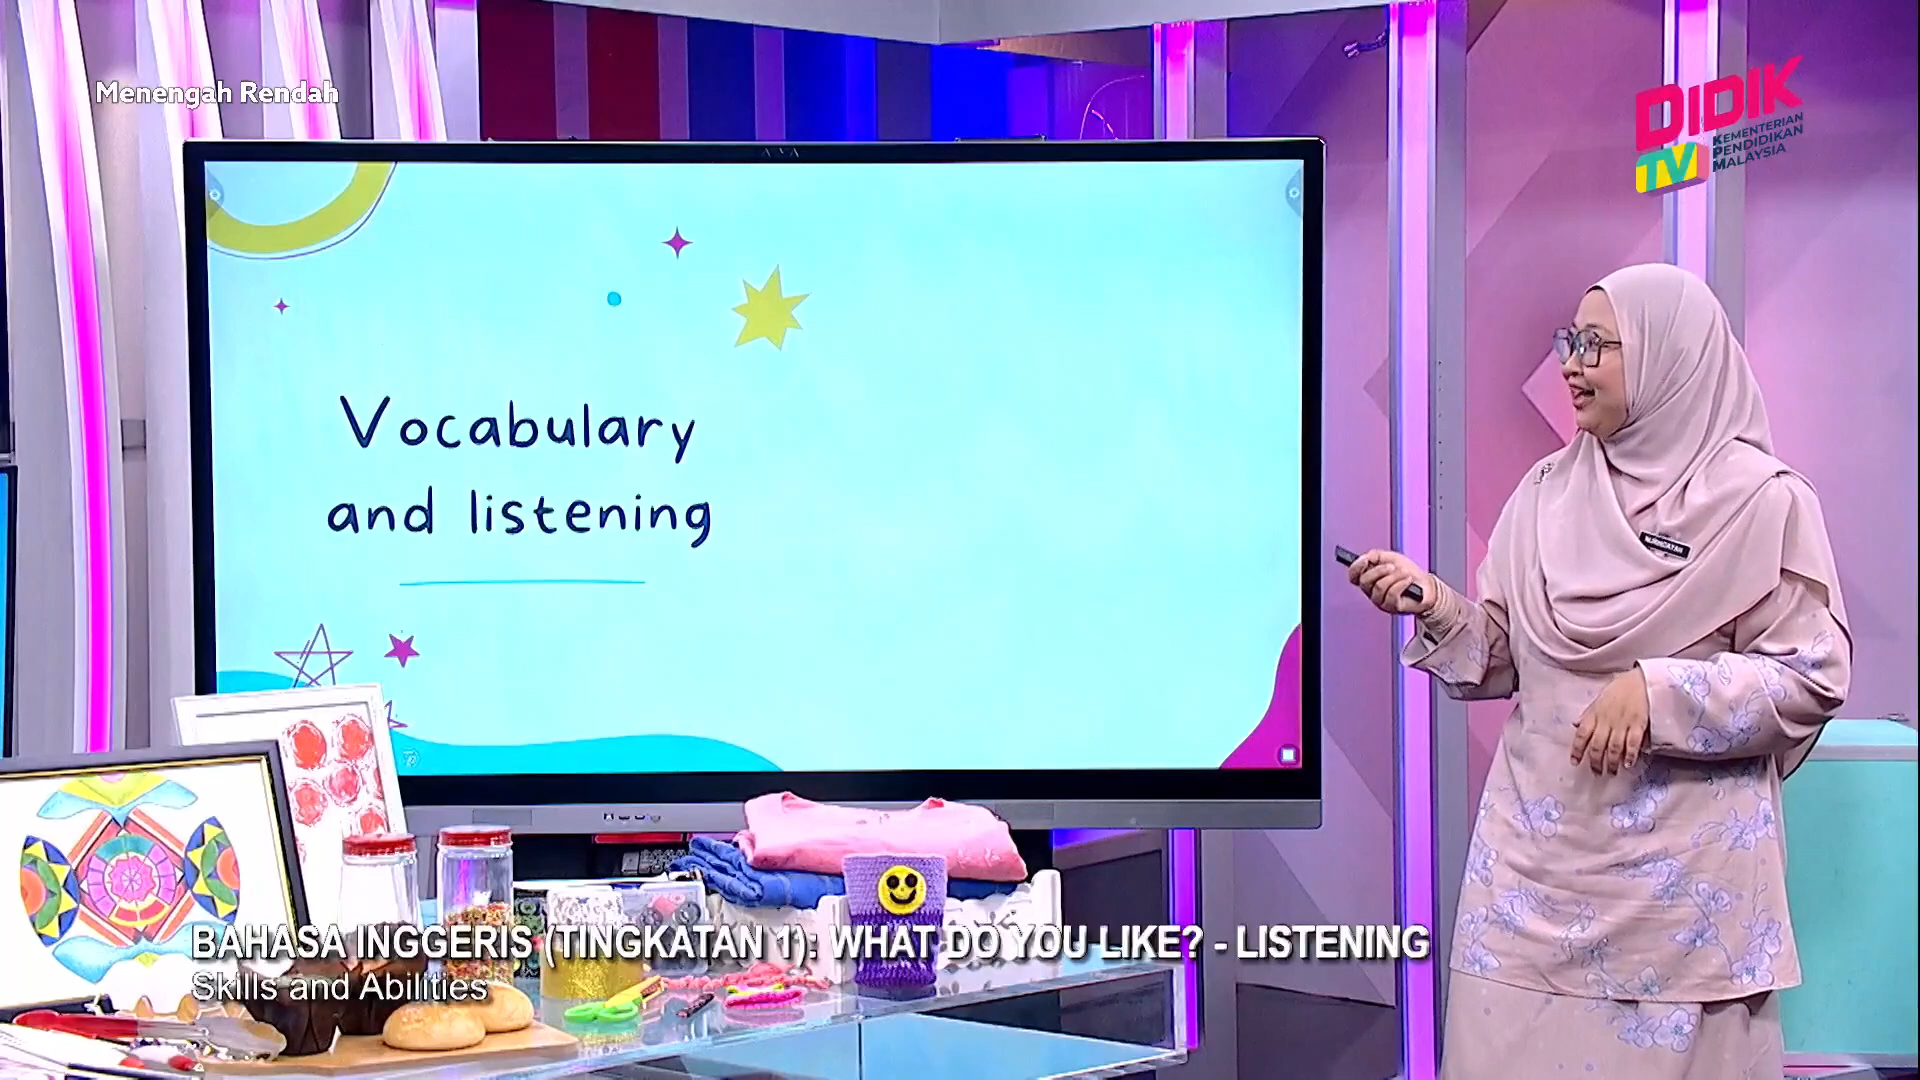 Menengah Rendah
DIDIK
TV
KEMENTERIAN
PENDIDIKAN
MALAYSIA
Vocabulary
and listening
BAHASA INGGERIS (TINGKATAN 1): WHAT DO YOU LIKE? - LISTENING
Skills and Abilities